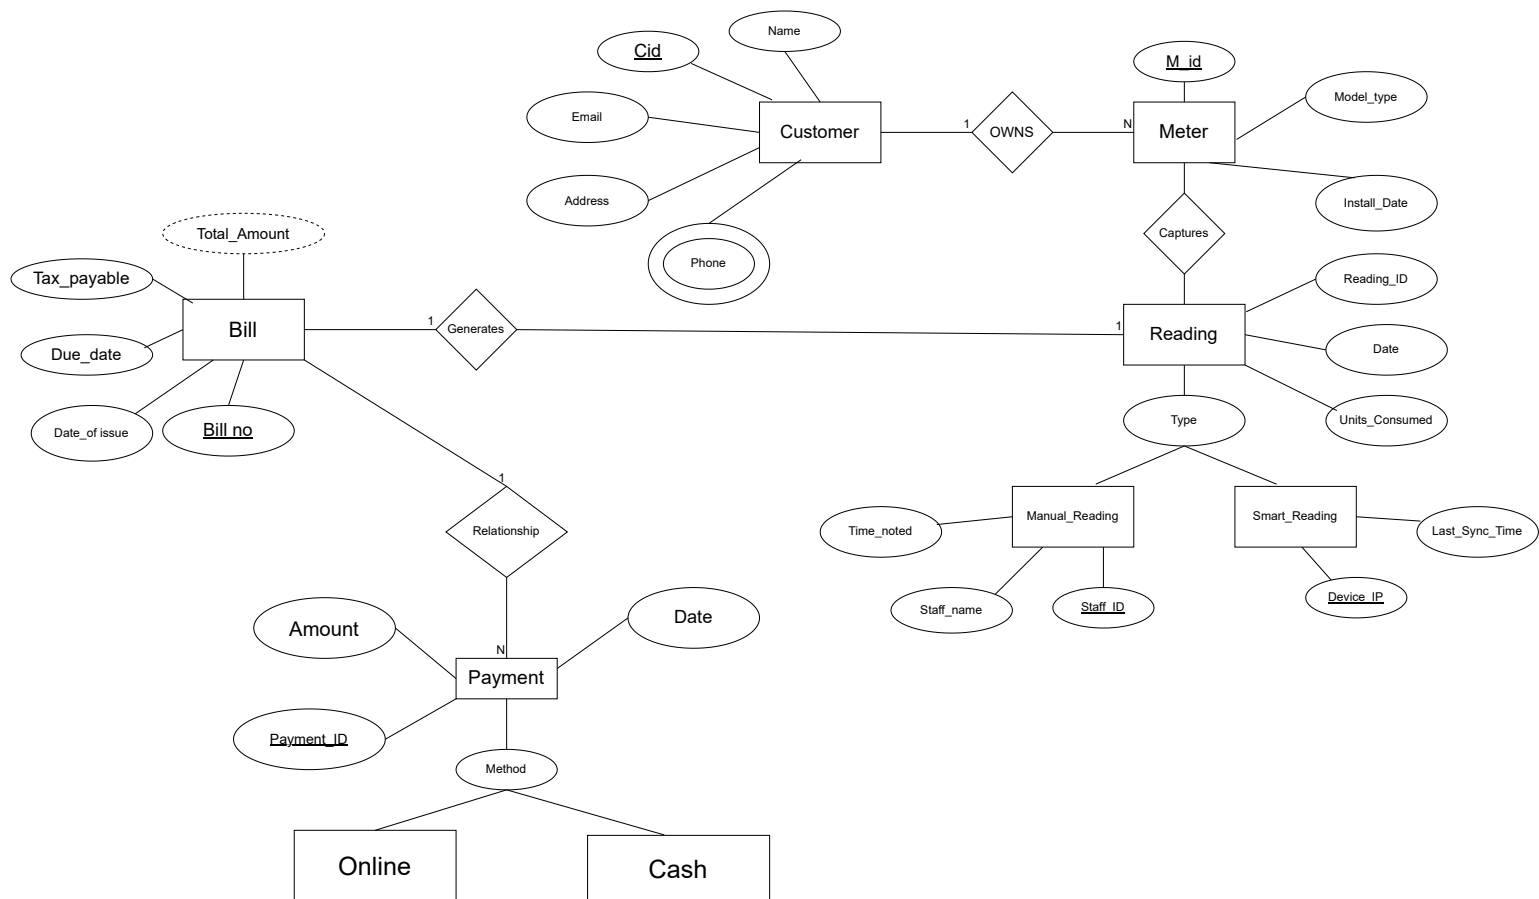 Name
Cid
M_id
Model_type
Email
Customer
1
OWNS
N
Meter
Address
Install_Date
Total_Amount
Captures
Phone
Tax_payable
Reading_ID
Bill
1
Generates
1
Reading
Due_date
Date
Date_of issue
Bill no
Type
Units_Consumed
1
Relationship
Time_noted
Manual_Reading
Smart_Reading
Last_Sync_Time
Staff_name
Staff_ID
Device_IP
Amount
Date
N
Payment
Payment_ID
Method
Online
Cash